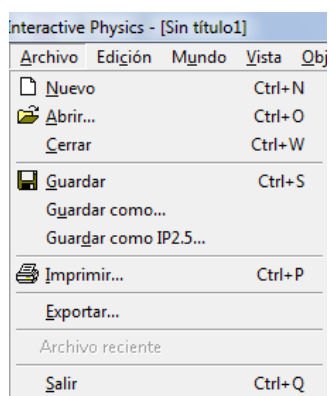 Interactive Physics - [Sin título1]
Archivo Edición Mundo Vista Obj
Nuevo Ctrl+N
Abrir... Ctrl+O
Cerrar Ctrl+W
Guardar Ctrl+S
Guardar como...
Guardar como IP2.5...
Imprimir... Ctrl+P
Exportar...
Archivo reciente
Salir Ctrl+Q